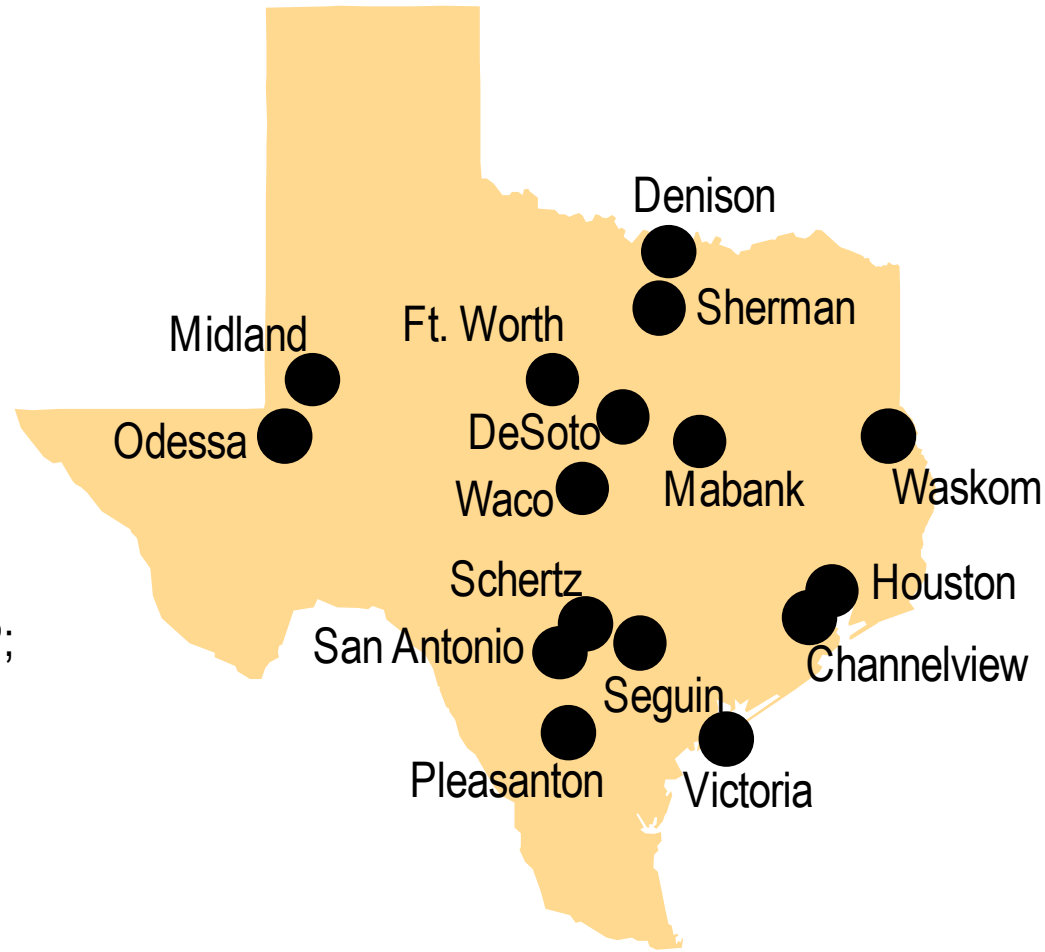 Denison
Sherman
Ft. Worth
Midland
DeSoto
Odessa
Mabank
Waskom
Waco
Schertz
Houston
San Antonio
;
Channelview
Seguin
Pleasanton
Victoria